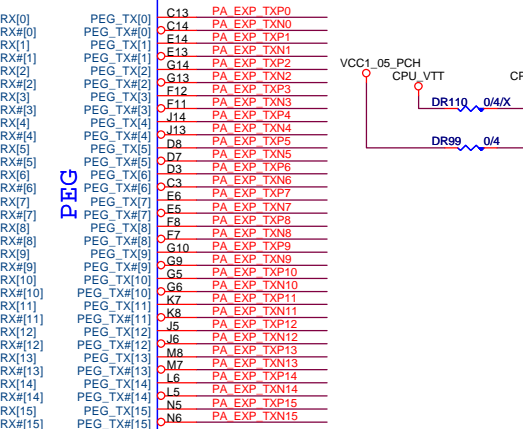 RX[0] PEG_TX[0] C13 PA_EXP_TXP0
RX#[0] PEG_TX#[0] C14 PA_EXP_TXN0
RX[1] PEG_TX[1] E14 PA_EXP_TXP1
RX#[1] PEG_TX#[1] E13 PA_EXP_TXN1
RX[2] PEG_TX[2] G14 PA_EXP_TXP2
RX#[2] PEG_TX#[2] G13 PA_EXP_TXN2
RX[3] PEG_TX[3] F12 PA_EXP_TXP3
RX#[3] PEG_TX#[3] F11 PA_EXP_TXN3
RX[4] PEG_TX[4] J14 PA_EXP_TXP4
RX#[4] PEG_TX#[4] J13 PA_EXP_TXN4
RX[5] PEG_TX[5] D8 PA_EXP_TXP5
RX#[5] PEG_TX#[5] D7 PA_EXP_TXN5
RX[6] PEG_TX[6] D3 PA_EXP_TXP6
RX#[6] PEG_TX#[6] C3 PA_EXP_TXN6
RX[7] PEG_TX[7] E6 PA_EXP_TXP7
RX#[7] PEG_TX#[7] E5 PA_EXP_TXN7
RX[8] PEG_TX[8] F8 PA_EXP_TXP8
RX#[8] PEG_TX#[8] F7 PA_EXP_TXN8
RX[9] PEG_TX[9] G10 PA_EXP_TXP9
RX#[9] PEG_TX#[9] G9 PA_EXP_TXN9
RX[10] PEG_TX[10] G5 PA_EXP_TXP10
RX#[10] PEG_TX#[10] G6 PA_EXP_TXN10
RX[11] PEG_TX[11] K7 PA_EXP_TXP11
RX#[11] PEG_TX#[11] K8 PA_EXP_TXN11
RX[12] PEG_TX[12] J5 PA_EXP_TXP12
RX#[12] PEG_TX#[12] J6 PA_EXP_TXN12
RX[13] PEG_TX[13] M8 PA_EXP_TXP13
RX#[13] PEG_TX#[13] M7 PA_EXP_TXN13
RX[14] PEG_TX[14] L6 PA_EXP_TXP14
RX#[14] PEG_TX#[14] L5 PA_EXP_TXN14
RX[15] PEG_TX[15] N5 PA_EXP_TXP15
RX#[15] PEG_TX#[15] N6 PA_EXP_TXN15
PEG
VCC1_05_PCH
CPU_VTT
CP
DR110 0/4/X
DR99 0/4